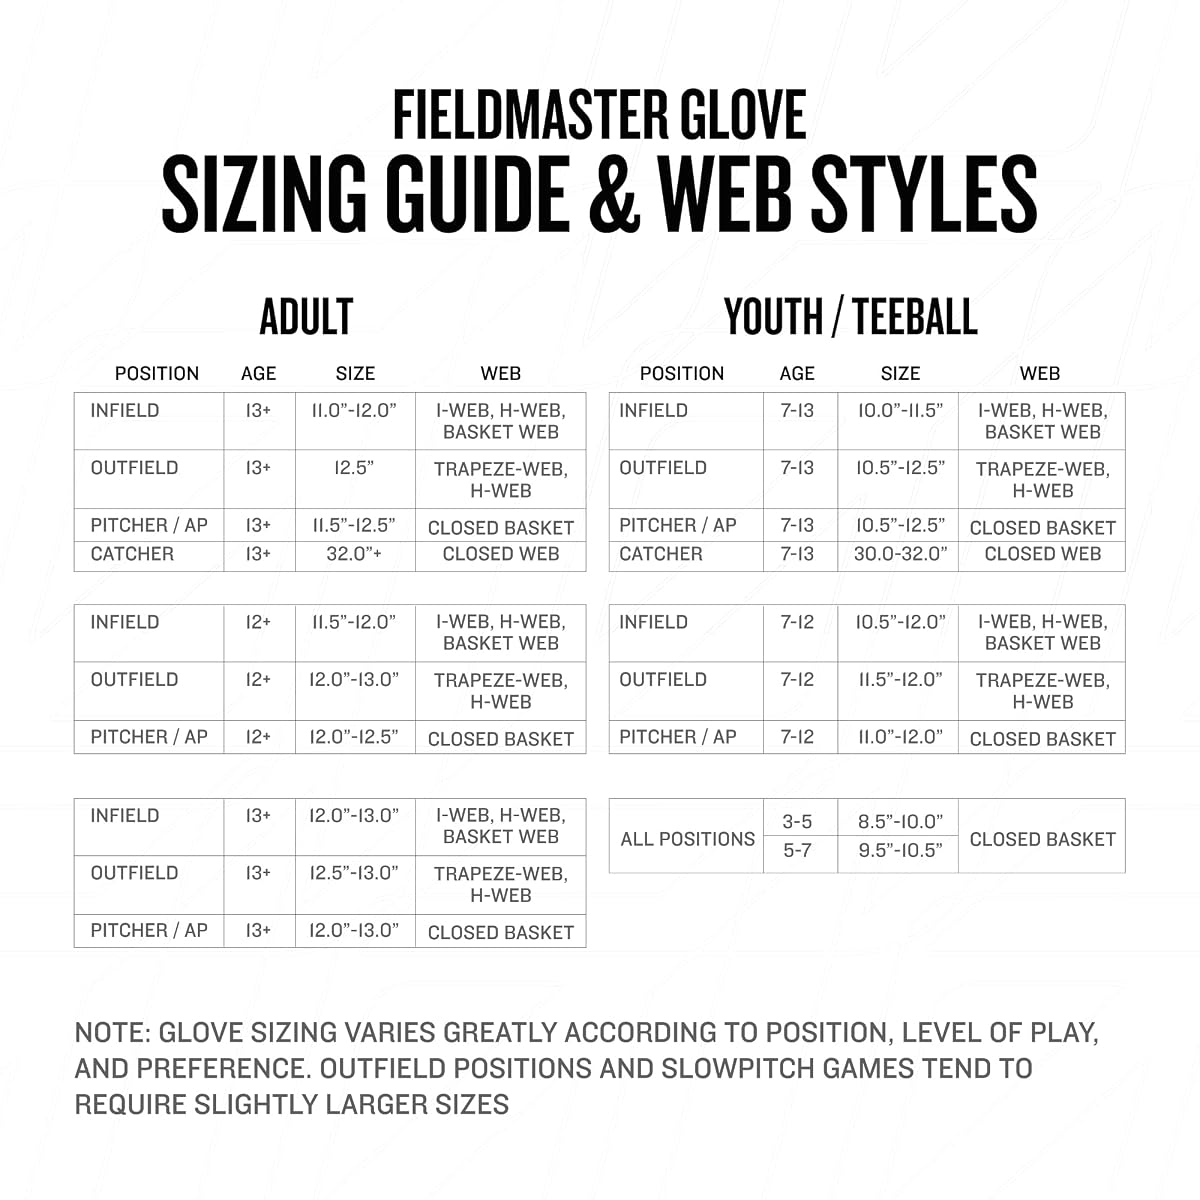 FIELDMASTER GLOVE
SIZING GUIDE & WEB STYLES
ADULT
POSITION AGE SIZE WEB
INFIELD 13+ 11.0”-12.0” I-WEB, H-WEB,
BASKET WEB
OUTFIELD 13+ 12.5” TRAPEZE-WEB,
H-WEB
PITCHER / AP 13+ 11.5”-12.5” CLOSED BASKET
CATCHER 13+ 32.0”+ CLOSED WEB
INFIELD 12+ 11.5”-12.0” I-WEB, H-WEB,
BASKET WEB
OUTFIELD 12+ 12.0”-13.0” TRAPEZE-WEB,
H-WEB
PITCHER / AP 12+ 12.0”-12.5” CLOSED BASKET
INFIELD 13+ 12.0”-13.0” I-WEB, H-WEB,
BASKET WEB
OUTFIELD 13+ 12.5”-13.0” TRAPEZE-WEB,
H-WEB
PITCHER / AP 13+ 12.0”-13.0” CLOSED BASKET
YOUTH / TEEBALL
POSITION AGE SIZE WEB
INFIELD 7-13 10.0”-11.5” I-WEB, H-WEB,
BASKET WEB
OUTFIELD 7-13 10.5”-12.5” TRAPEZE-WEB,
H-WEB
PITCHER / AP 7-13 10.5”-12.5” CLOSED BASKET
CATCHER 7-13 30.0-32.0” CLOSED WEB
INFIELD 7-12 10.5”-12.0” I-WEB, H-WEB,
BASKET WEB
OUTFIELD 7-12 11.5”-12.0” TRAPEZE-WEB,
H-WEB
PITCHER / AP 7-12 11.0”-12.0” CLOSED BASKET
3-5 8.5”-10.0”
ALL POSITIONS CLOSED BASKET
5-7 9.5”-10.5”
NOTE: GLOVE SIZING VARIES GREATLY ACCORDING TO POSITION, LEVEL OF PLAY,
AND PREFERENCE. OUTFIELD POSITIONS AND SLOWPITCH GAMES TEND TO
REQUIRE SLIGHTLY LARGER SIZES